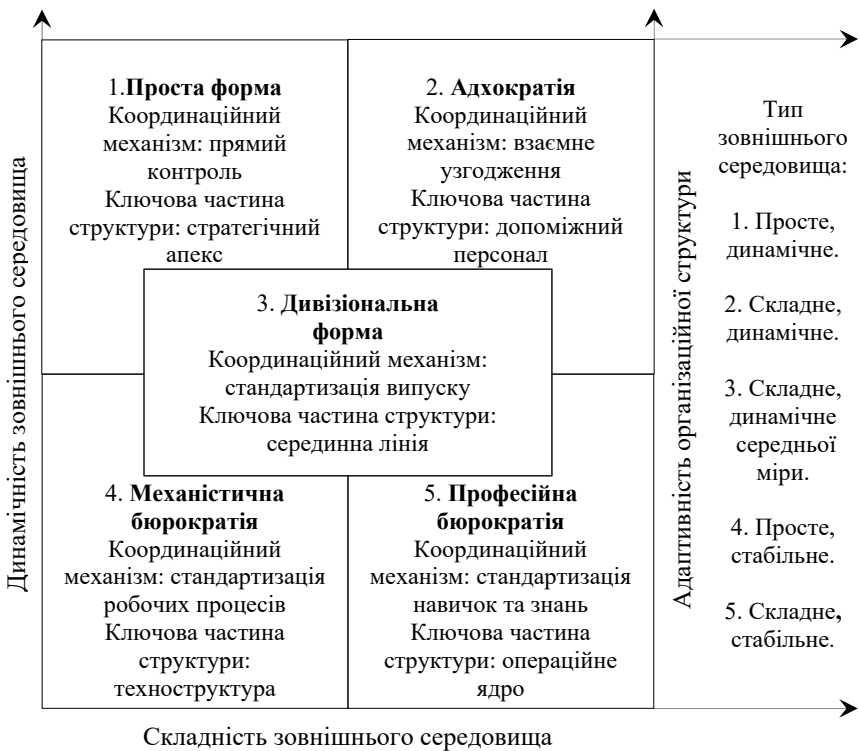 Динамічність зовнішнього середовища
1.Проста форма
Координаційний
механізм: прямий
контроль
Ключова частина
структури: стратегічний
апекс
2. Адхократія
Координаційний
механізм: взаємне
узгодження
Ключова частина
структури: допоміжний
персонал
3. Дивізіональна
форма
Координаційний механізм:
стандартизація випуску
Ключова частина структури:
серединна лінія
4. Механістична
бюрократія
Координаційний
механізм: стандартизація
робочих процесів
Ключова частина
структури:
техноструктура
5. Професійна
бюрократія
Координаційний
механізм: стандартизація
навичок та знань
Ключова частина
структури: операційне
ядро
Складність зовнішнього середовища
Адаптивність організаційної структури
Тип
зовнішнього
середовища:
1. Просте,
динамічне.
2. Складне,
динамічне.
3. Складне,
динамічне
середньої
міри.
4. Просте,
стабільне.
5. Складне,
стабільне.